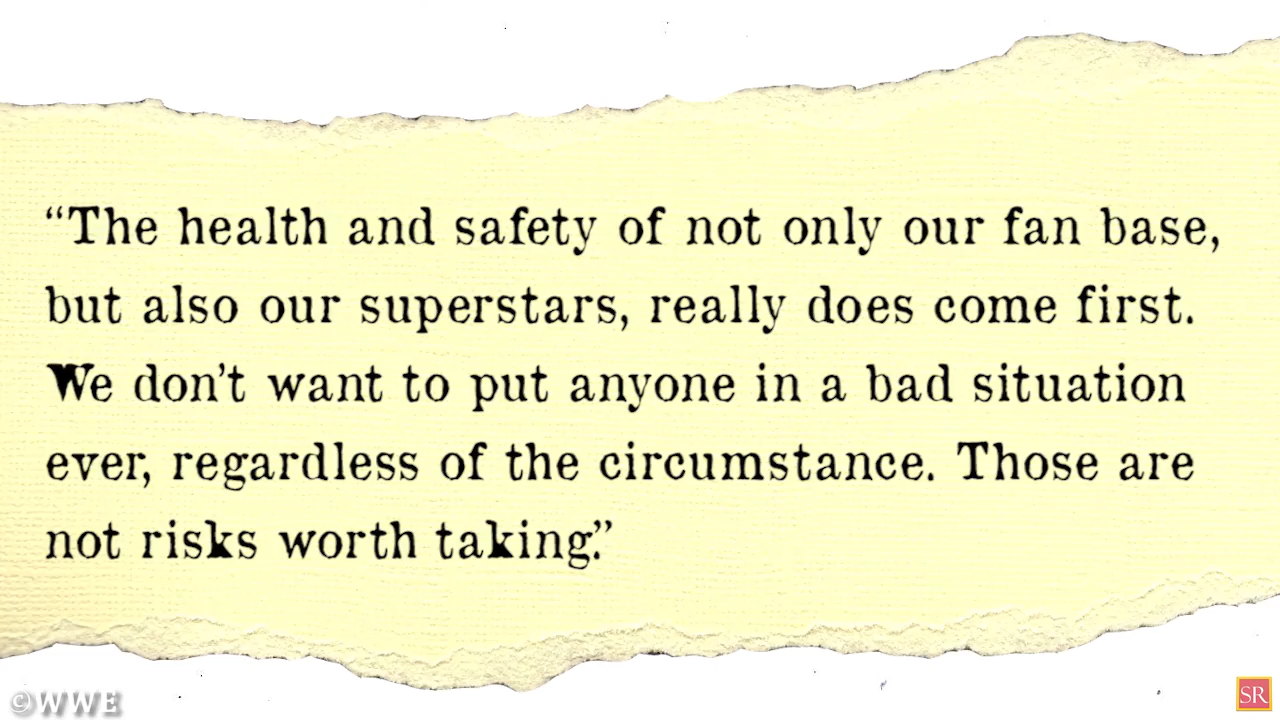 “The health and safety of not only our fan base,
but also our superstars, really does come first.
We don’t want to put anyone in a bad situation
ever, regardless of the circumstance. Those are
not risks worth taking.”
©WWE
SR